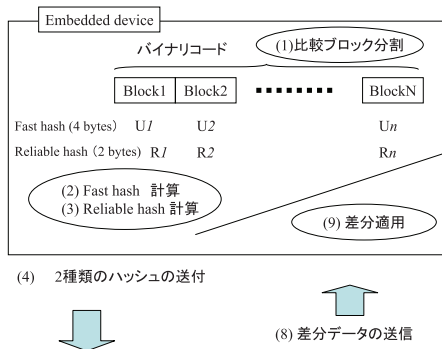 Embedded device
バイナリコード
(1)比較ブロック分割
Block1 Block2 ........ BlockN
Fast hash (4 bytes) U1 U2 Un
Reliable hash (2 bytes) R1 R2 Rn
(2) Fast hash 計算
(3) Reliable hash 計算
(9) 差分適用
(4) 2種類のハッシュの送付
(8) 差分データの送信